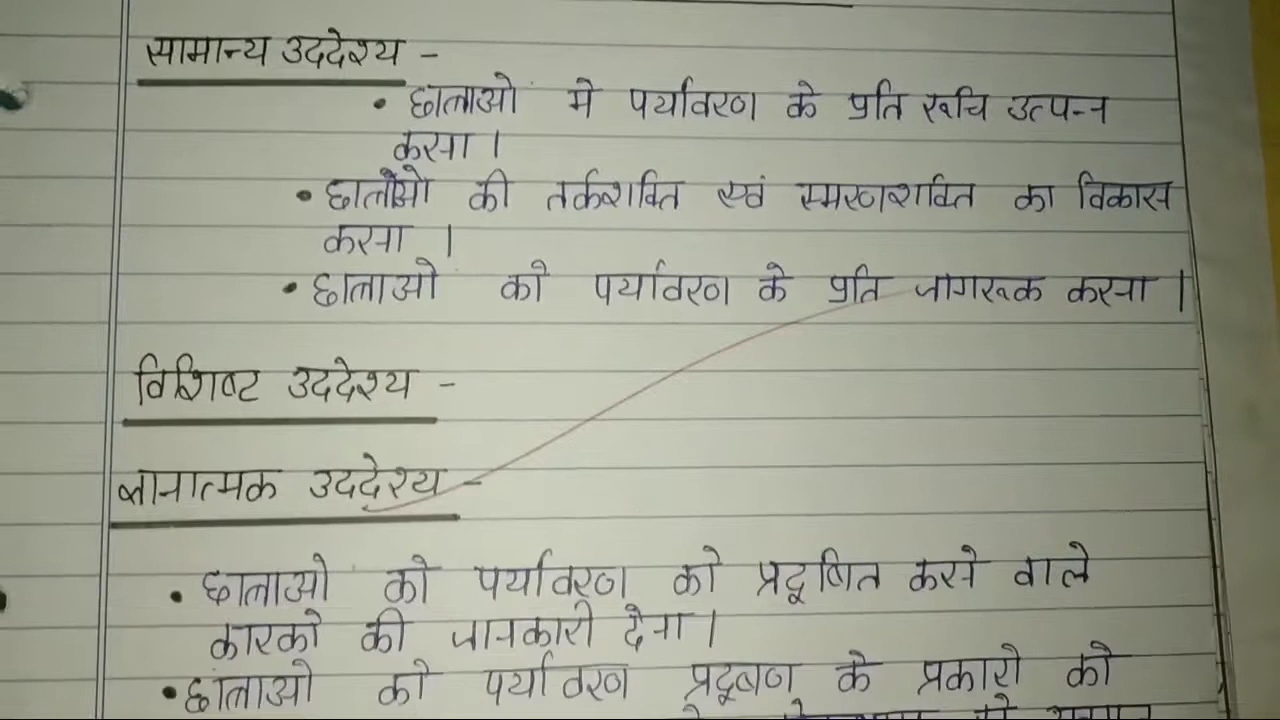 सामान्य उददेश्य -
• छात्राओ मे पर्यावरण के प्रति रूचि उत्पन्न
करना ।
• छात्राओ की तर्कशक्ति एवं स्मरणशक्ति का विकास
करना ।
• छात्राओ को पर्यावरण के प्रति जागरूक करना ।
विशिष्ट उददेश्य -
ज्ञानात्मक उददेश्य -
• छात्राओ को पर्यावरण को प्रदूषित करने वाले
कारको की जानकारी देना ।
• छात्राओ को पर्यावरण प्रदूषण के प्रकारो को